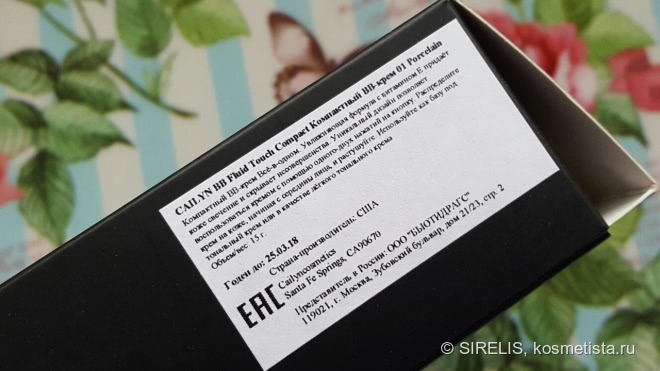 CAILYN BB Fluid Touch Compact Компактный BB-крем 01 Porcelain
Компактный BB-крем Всё-в-одном. Увлажняющая формула с витамином Е придаёт
коже свечение и скрывает несовершенства. Уникальный дизайн позволяет
воспользоваться кремом с помощью одного-двух нажатий на кнопку. Распределите
крем на коже, начиная с середины лица, и растушуйте. Используйте как базу под
тональный крем или в качестве лёгкого тонального крема
Объем/вес: 15 г.
Годен до: 25.03.18
Страна-производитель: США
EAC
Cailyncosmetics
Santa Fe Springs, CA90670
Представитель в России: ООО "БЬЮТИДРАГС"
119021, г. Москва, Зубовский бульвар, дом 21/23, стр. 2
© SIRELIS, kosmetista.ru